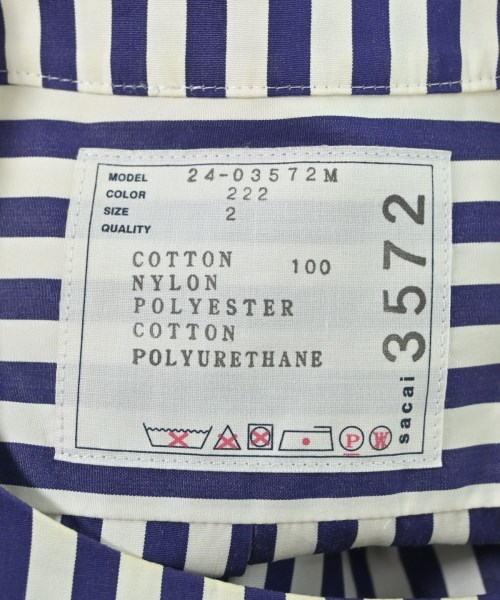 MODEL 24-03572M
COLOR 222
SIZE 2
QUALITY
COTTON 100
NYLON
POLYESTER
COTTON
POLYURETHANE
P W
sacai 3572